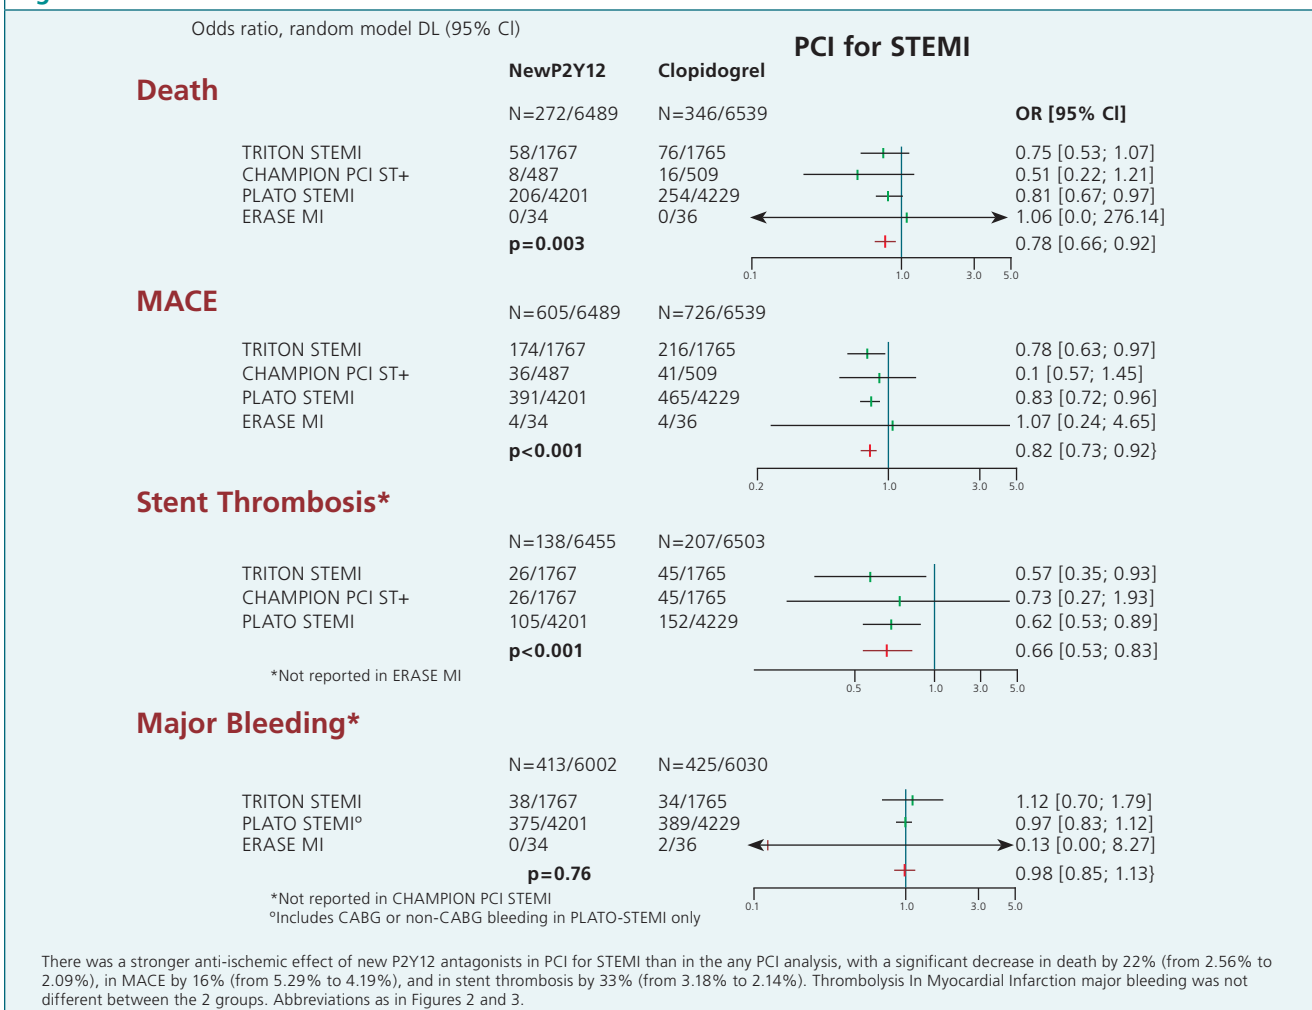 Odds ratio, random model DL (95% CI)
PCI for STEMI
NewP2Y12 Clopidogrel
Death
N=272/6489 N=346/6539 OR [95% CI]
TRITON STEMI 58/1767 76/1765 0.75 [0.53; 1.07]
CHAMPION PCI ST+ 8/487 16/509 0.51 [0.22; 1.21]
PLATO STEMI 206/4201 254/4229 0.81 [0.67; 0.97]
ERASE MI 0/34 0/36 1.06 [0.0; 276.14]
p=0.003 0.78 [0.66; 0.92]
0.1 1.0 3.0 5.0
MACE
N=605/6489 N=726/6539
TRITON STEMI 174/1767 216/1765 0.78 [0.63; 0.97]
CHAMPION PCI ST+ 36/487 41/509 0.1 [0.57; 1.45]
PLATO STEMI 391/4201 465/4229 0.83 [0.72; 0.96]
ERASE MI 4/34 4/36 1.07 [0.24; 4.65]
p<0.001 0.82 [0.73; 0.92}
0.2 1.0 3.0 5.0
Stent Thrombosis*
N=138/6455 N=207/6503
TRITON STEMI 26/1767 45/1765 0.57 [0.35; 0.93]
CHAMPION PCI ST+ 26/1767 45/1765 0.73 [0.27; 1.93]
PLATO STEMI 105/4201 152/4229 0.62 [0.53; 0.89]
p<0.001 0.66 [0.53; 0.83]
*Not reported in ERASE MI
0.5 1.0 3.0 5.0
Major Bleeding*
N=413/6002 N=425/6030
TRITON STEMI 38/1767 34/1765 1.12 [0.70; 1.79]
PLATO STEMIº 375/4201 389/4229 0.97 [0.83; 1.12]
ERASE MI 0/34 2/36 0.13 [0.00; 8.27]
p=0.76 0.98 [0.85; 1.13}
*Not reported in CHAMPION PCI STEMI
0.1 1.0 3.0 5.0
ºIncludes CABG or non-CABG bleeding in PLATO-STEMI only
There was a stronger anti-ischemic effect of new P2Y12 antagonists in PCI for STEMI than in the any PCI analysis, with a significant decrease in death by 22% (from 2.56% to
2.09%), in MACE by 16% (from 5.29% to 4.19%), and in stent thrombosis by 33% (from 3.18% to 2.14%). Thrombolysis In Myocardial Infarction major bleeding was not
different between the 2 groups. Abbreviations as in Figures 2 and 3.